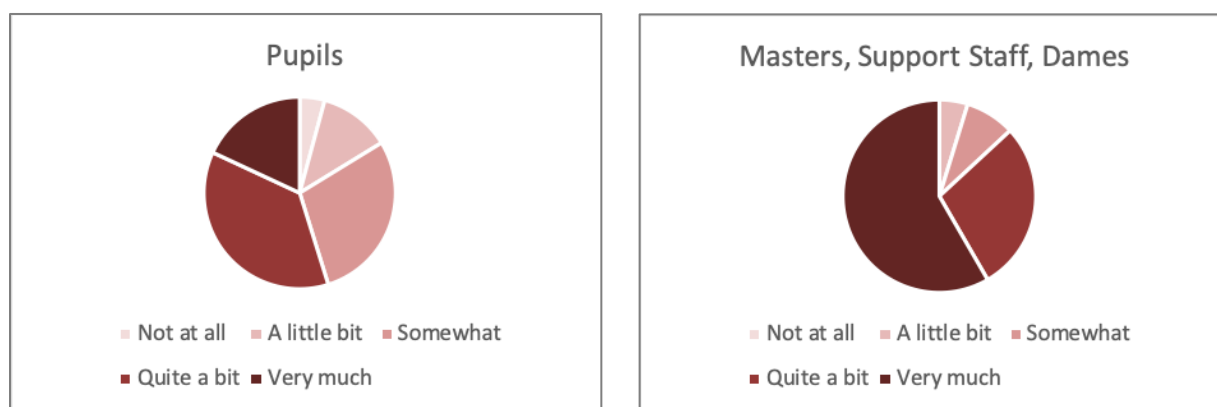 Pupils
Not at all
A little bit
Somewhat
Quite a bit
Very much
Masters, Support Staff, Dames
Not at all
A little bit
Somewhat
Quite a bit
Very much